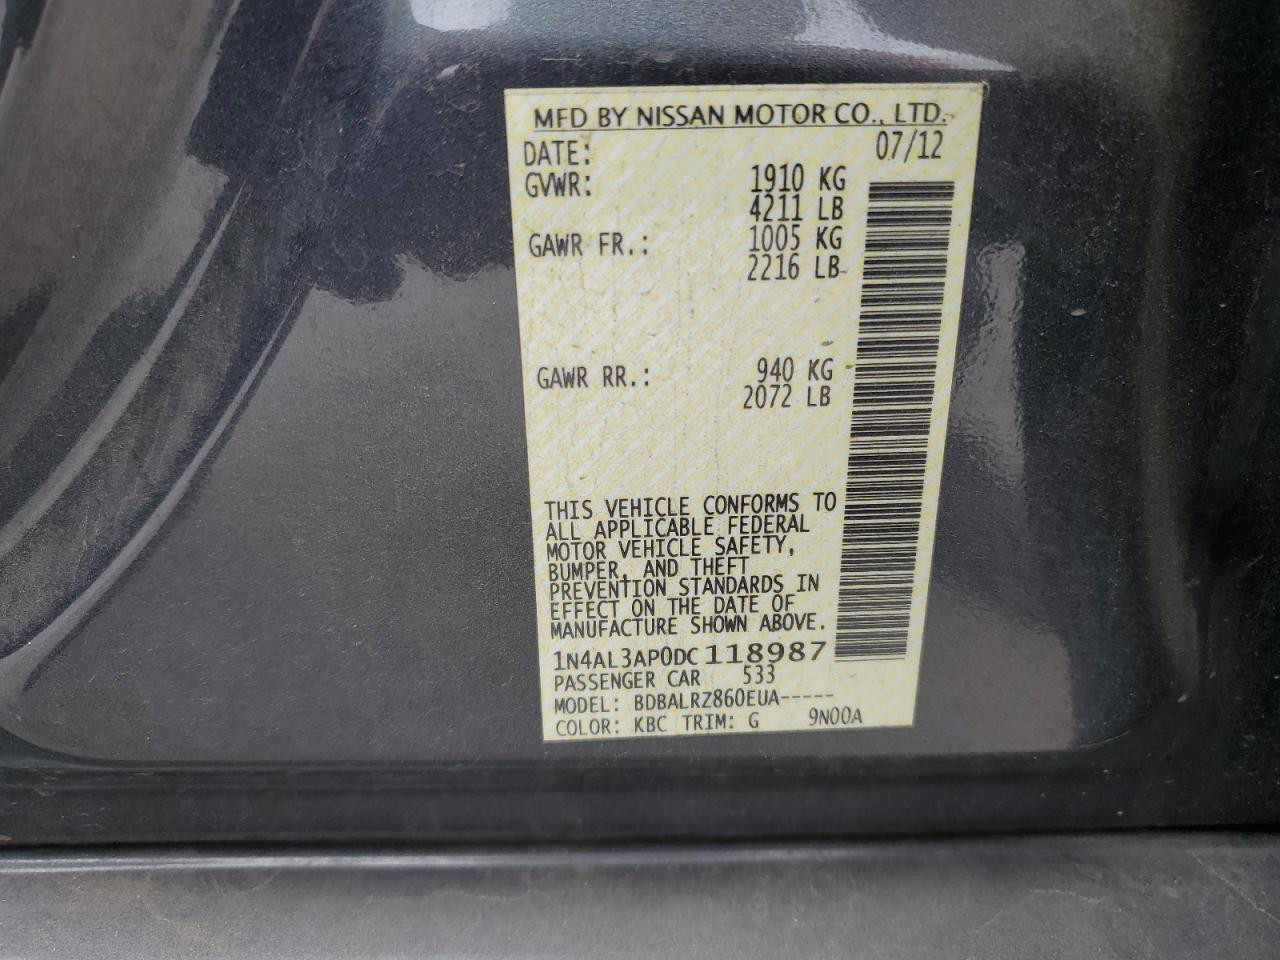 MFD BY NISSAN MOTOR CO., LTD.
DATE: 07/12
GVWR: 1910 KG
4211 LB
GAWR FR.: 1005 KG
2216 LB
GAWR RR.: 940 KG
2072 LB
THIS VEHICLE CONFORMS TO
ALL APPLICABLE FEDERAL
MOTOR VEHICLE SAFETY,
BUMPER, AND THEFT
PREVENTION STANDARDS IN
EFFECT ON THE DATE OF
MANUFACTURE SHOWN ABOVE.
1N4AL3AP0DC118987
PASSENGER CAR 533
MODEL: BDBALRZ860EUA-----
COLOR: KBC TRIM: G 9N00A